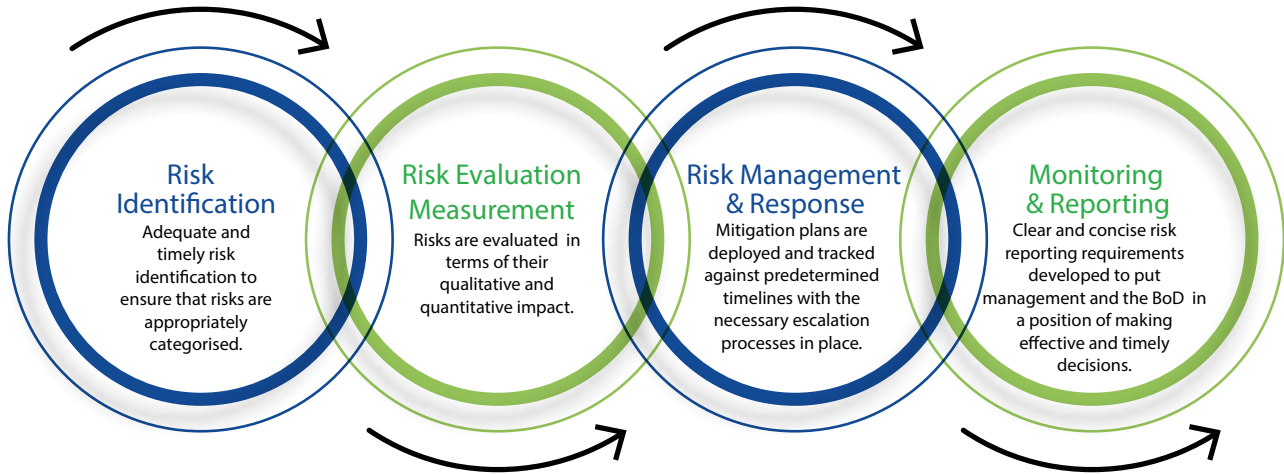 Risk
Identification
Adequate and
timely risk
identification to
ensure that risks are
appropriately
categorised.
Risk Evaluation
Measurement
Risks are evaluated in
terms of their
qualitative and
quantitative impact.
Risk Management
& Response
Mitigation plans are
deployed and tracked
against predetermined
timelines with the
necessary escalation
processes in place.
Monitoring
& Reporting
Clear and concise risk
reporting requirements
developed to put
management and the BoD in
a position of making
effective and timely
decisions.